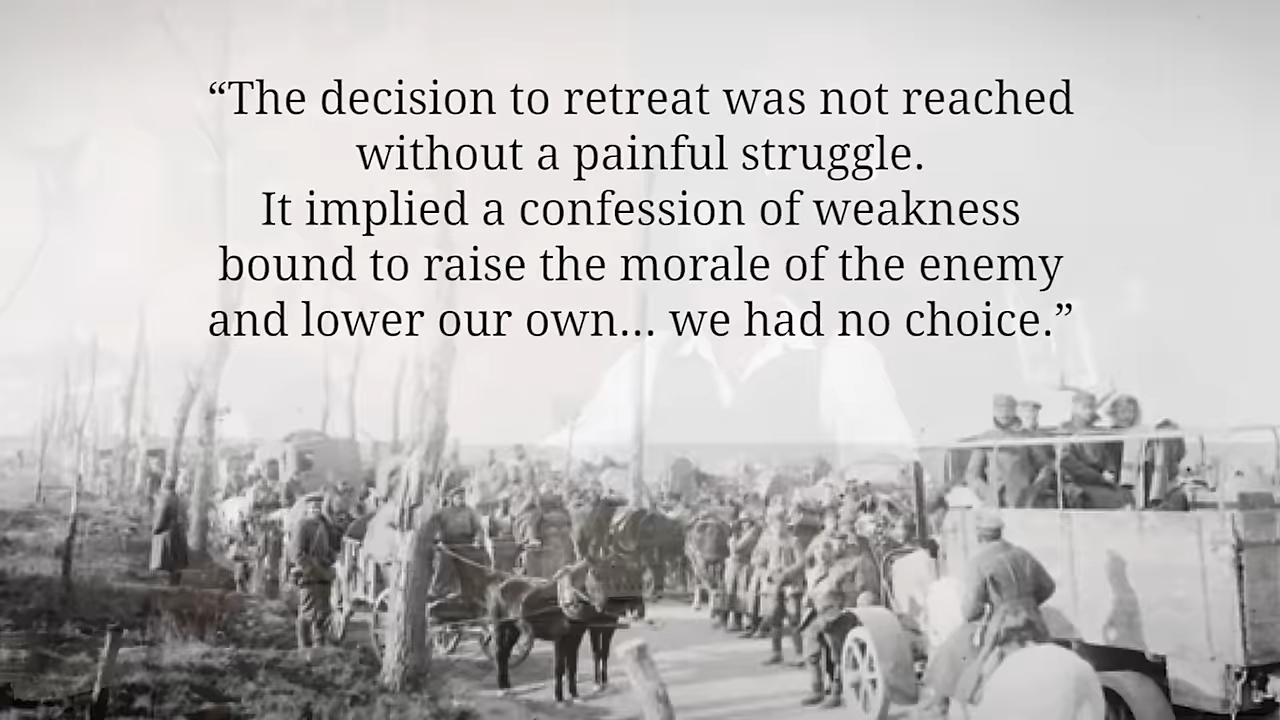 “The decision to retreat was not reached
without a painful struggle.
It implied a confession of weakness
bound to raise the morale of the enemy
and lower our own... we had no choice.”